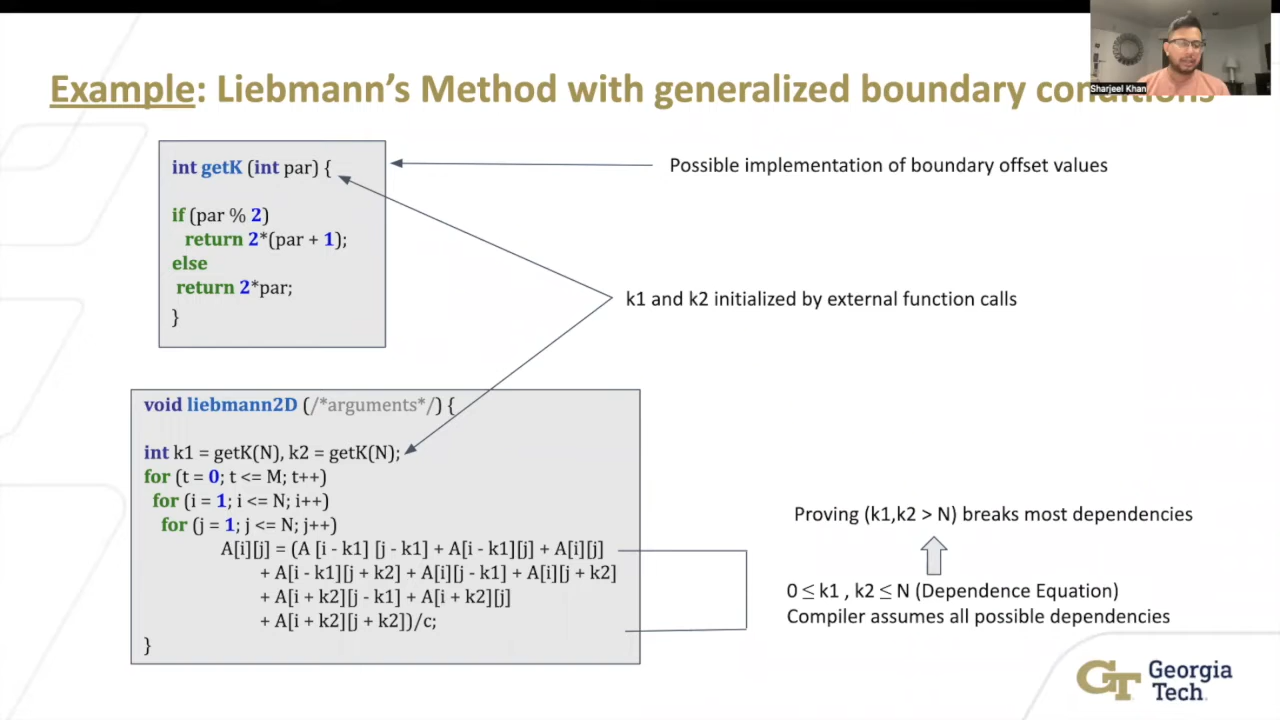 Sharjeel Khan
Example: Liebmann's Method with generalized boundary conditions
int getK (int par) {
if (par % 2)
return 2*(par + 1);
else
return 2*par;
}
Possible implementation of boundary offset values
k1 and k2 initialized by external function calls
void liebmann2D (/*arguments*/) {
int k1 = getK(N), k2 = getK(N);
for (t = 0; t <= M; t++)
for (i = 1; i <= N; i++)
for (j = 1; j <= N; j++)
A[i][j] = (A [i - k1] [j - k1] + A[i - k1][j] + A[i][j]
+ A[i - k1][j + k2] + A[i][j - k1] + A[i][j + k2]
+ A[i + k2][j - k1] + A[i + k2][j]
+ A[i + k2][j + k2])/c;
}
Proving (k1,k2 > N) breaks most dependencies
0 ≤ k1 , k2 ≤ N (Dependence Equation)
Compiler assumes all possible dependencies
GT Georgia
Tech